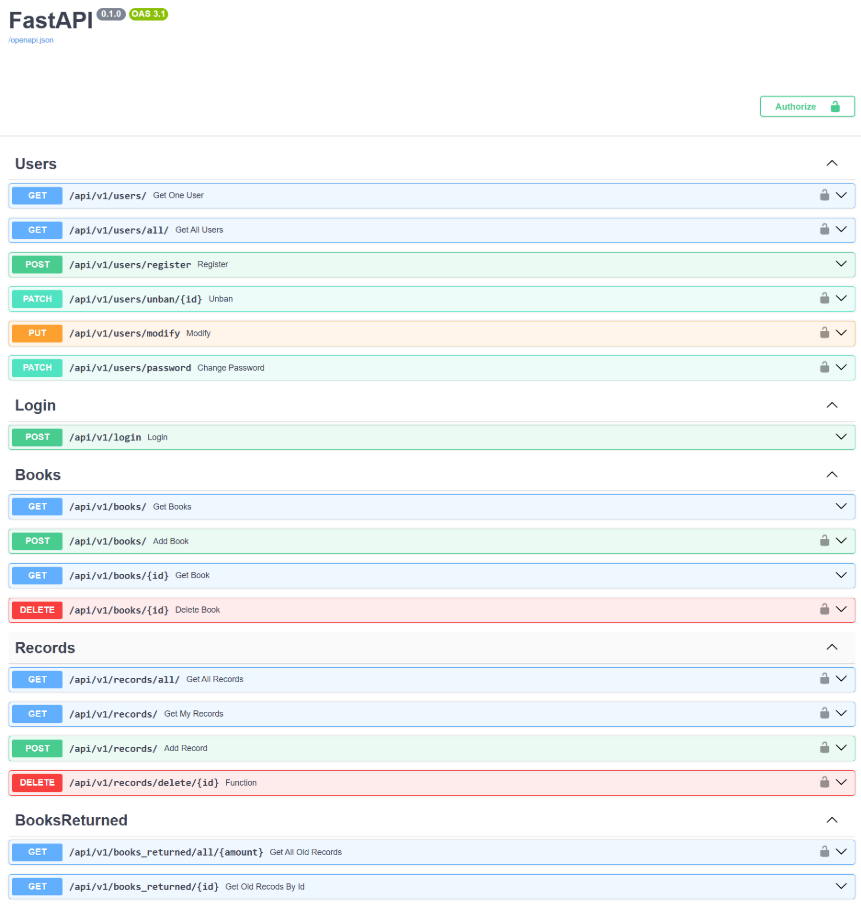 FastAPI 0.1.0 OAS 3.1
/openapi.json
Authorize
Users
GET /api/v1/users/ Get One User
GET /api/v1/users/all/ Get All Users
POST /api/v1/users/register Register
PATCH /api/v1/users/unban/{id} Unban
PUT /api/v1/users/modify Modify
PATCH /api/v1/users/password Change Password
Login
POST /api/v1/login Login
Books
GET /api/v1/books/ Get Books
POST /api/v1/books/ Add Book
GET /api/v1/books/{id} Get Book
DELETE /api/v1/books/{id} Delete Book
Records
GET /api/v1/records/all/ Get All Records
GET /api/v1/records/ Get My Records
POST /api/v1/records/ Add Record
DELETE /api/v1/records/delete/{id} Function
BooksReturned
GET /api/v1/books_returned/all/{amount} Get All Old Records
GET /api/v1/books_returned/{id} Get Old Recods By Id